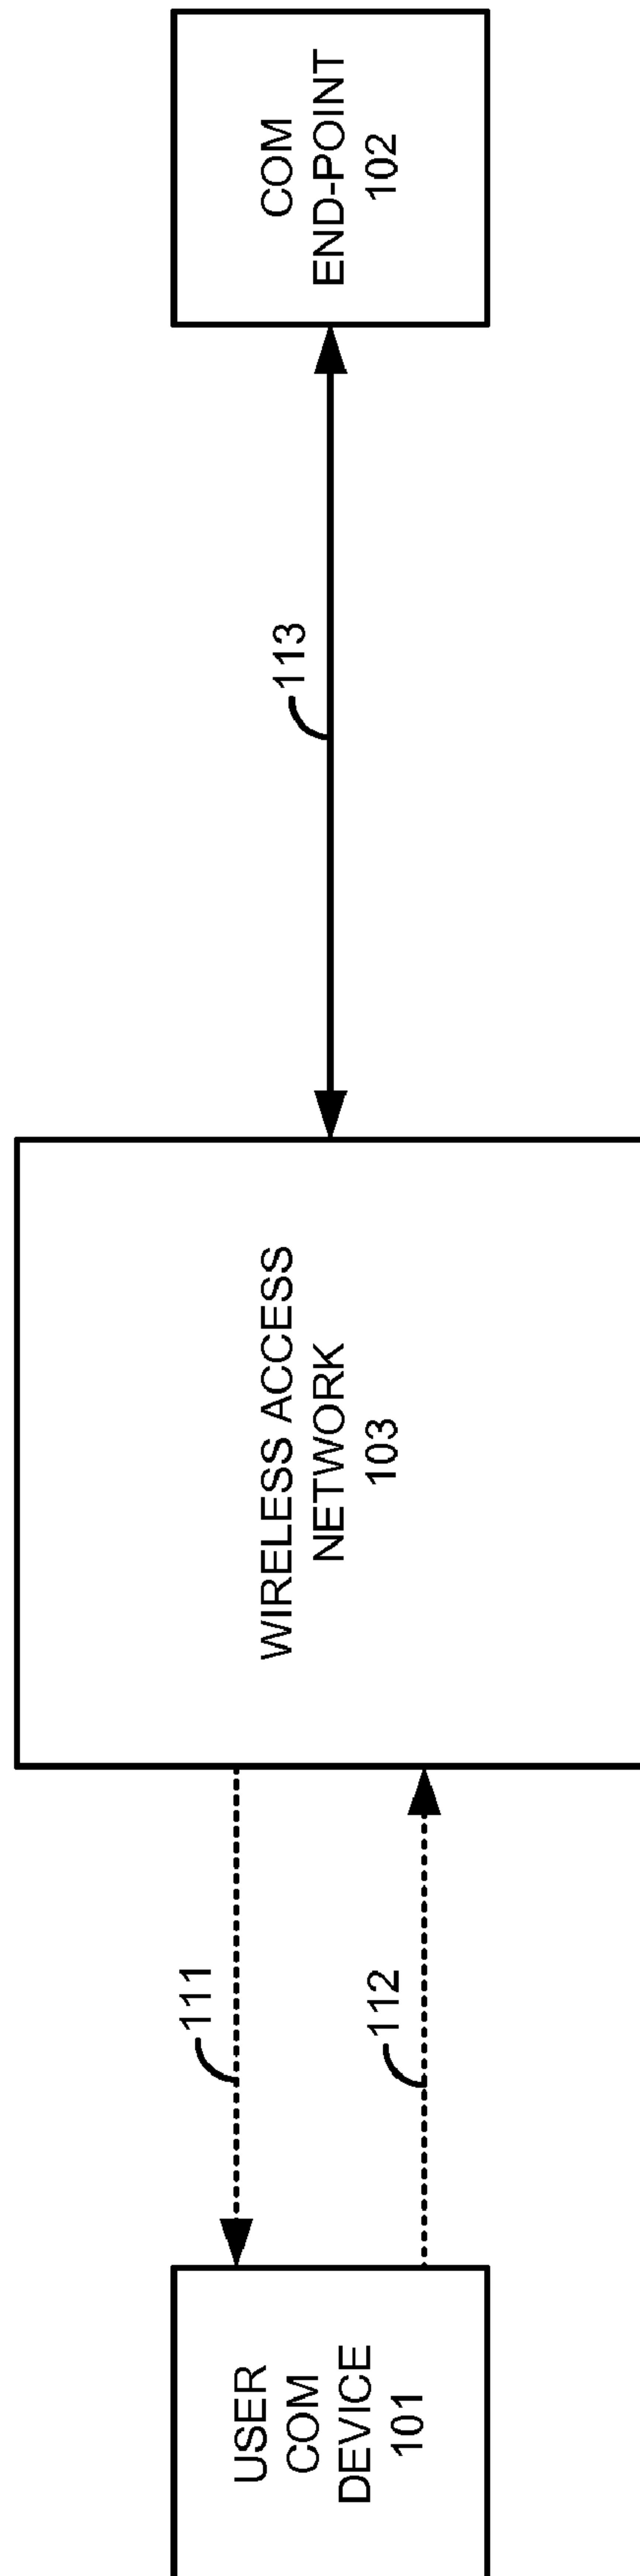 USER
COM
DEVICE
101
111
112
WIRELESS ACCESS
NETWORK
103
113
COM
END-POINT
102